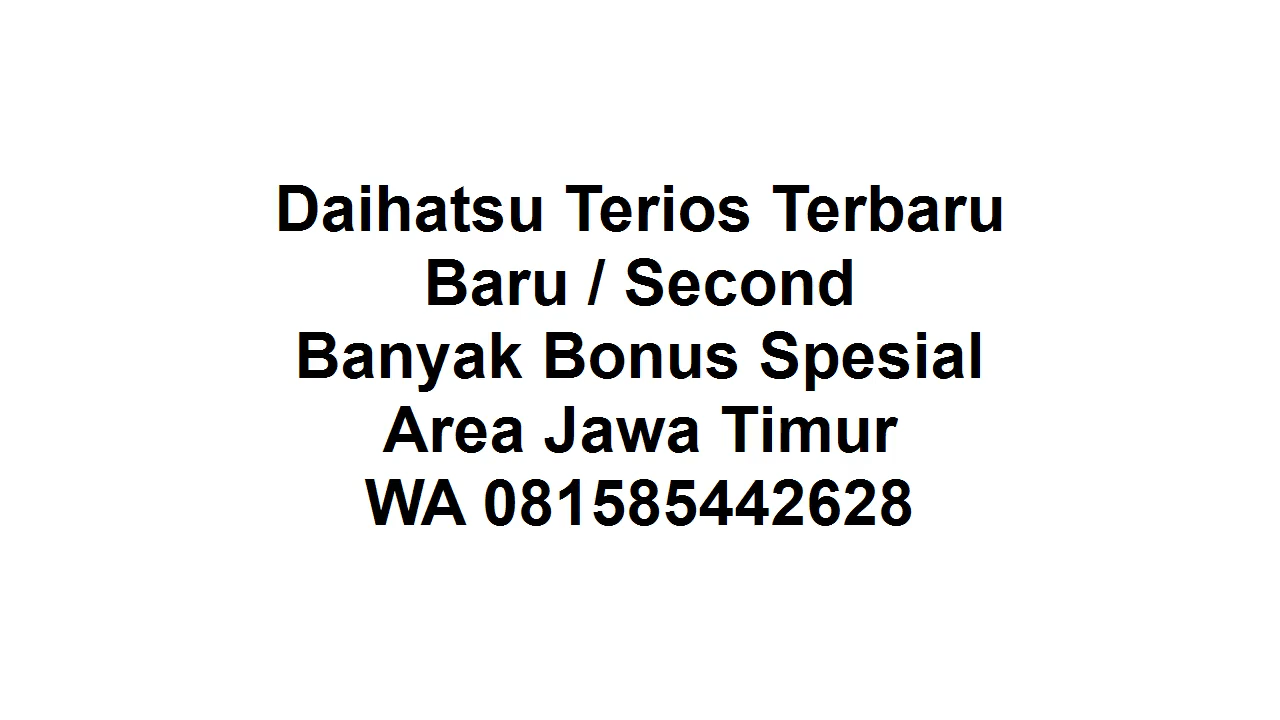 Daihatsu Terios Terbaru
Baru / Second
Banyak Bonus Spesial
Area Jawa Timur
WA 081585442628